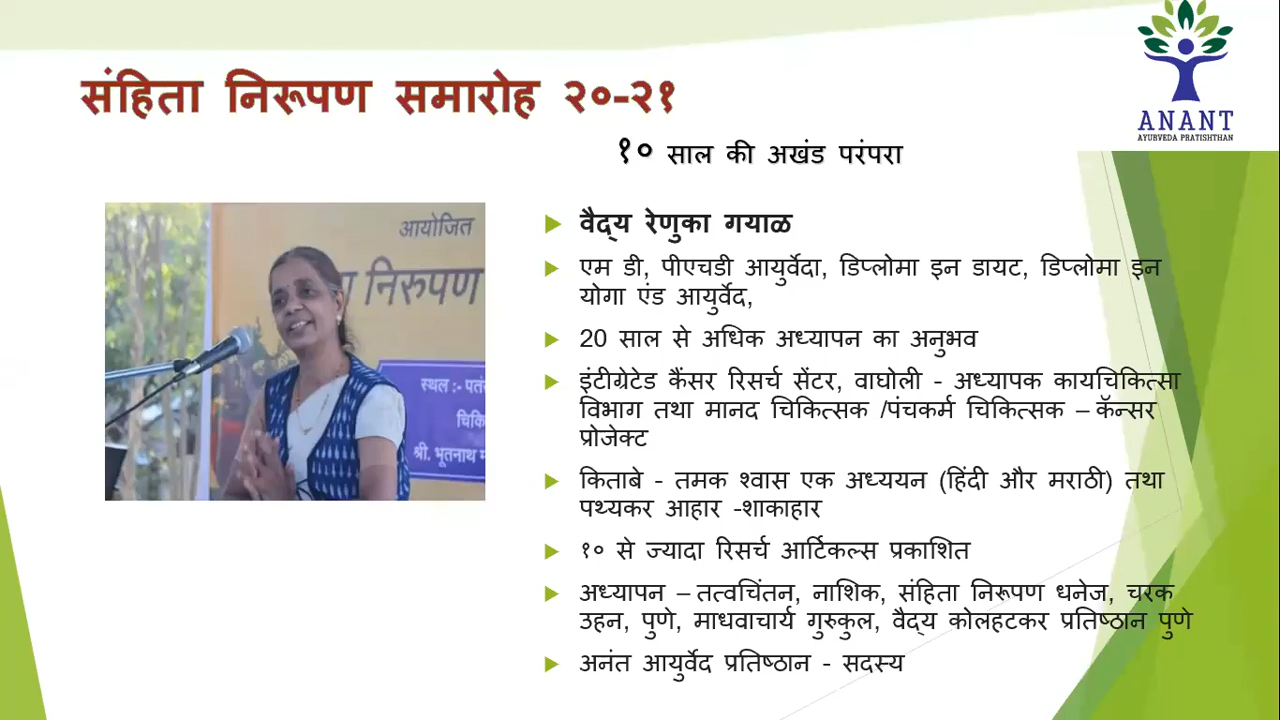 संहिता निरूपण समारोह २०-२१
ANANT
AYURVEDA PRATISHTHAN
१० साल की अखंड परंपरा
आयोजित
निरूपण
स्थल :-
चिकि
श्री. भूतनाथ
वैद्य रेणुका गयाळ
एम डी, पीएचडी आयुर्वेदा, डिप्लोमा इन डायट, डिप्लोमा इन
योगा एंड आयुर्वेद,
20 साल से अधिक अध्यापन का अनुभव
इंटीग्रेटेड कैंसर रिसर्च सेंटर, वाघोली - अध्यापक कायचिकित्सा
विभाग तथा मानद चिकित्सक /पंचकर्म चिकित्सक – कॅन्सर
प्रोजेक्ट
किताबे - तमक श्वास एक अध्ययन (हिंदी और मराठी) तथा
पथ्यकर आहार -शाकाहार
१० से ज्यादा रिसर्च आर्टिकल्स प्रकाशित
अध्यापन – तत्वचिंतन, नाशिक, संहिता निरूपण धनेज, चरक
उहन, पुणे, माधवाचार्य गुरुकुल, वैद्य कोलहटकर प्रतिष्ठान पुणे
अनंत आयुर्वेद प्रतिष्ठान - सदस्य